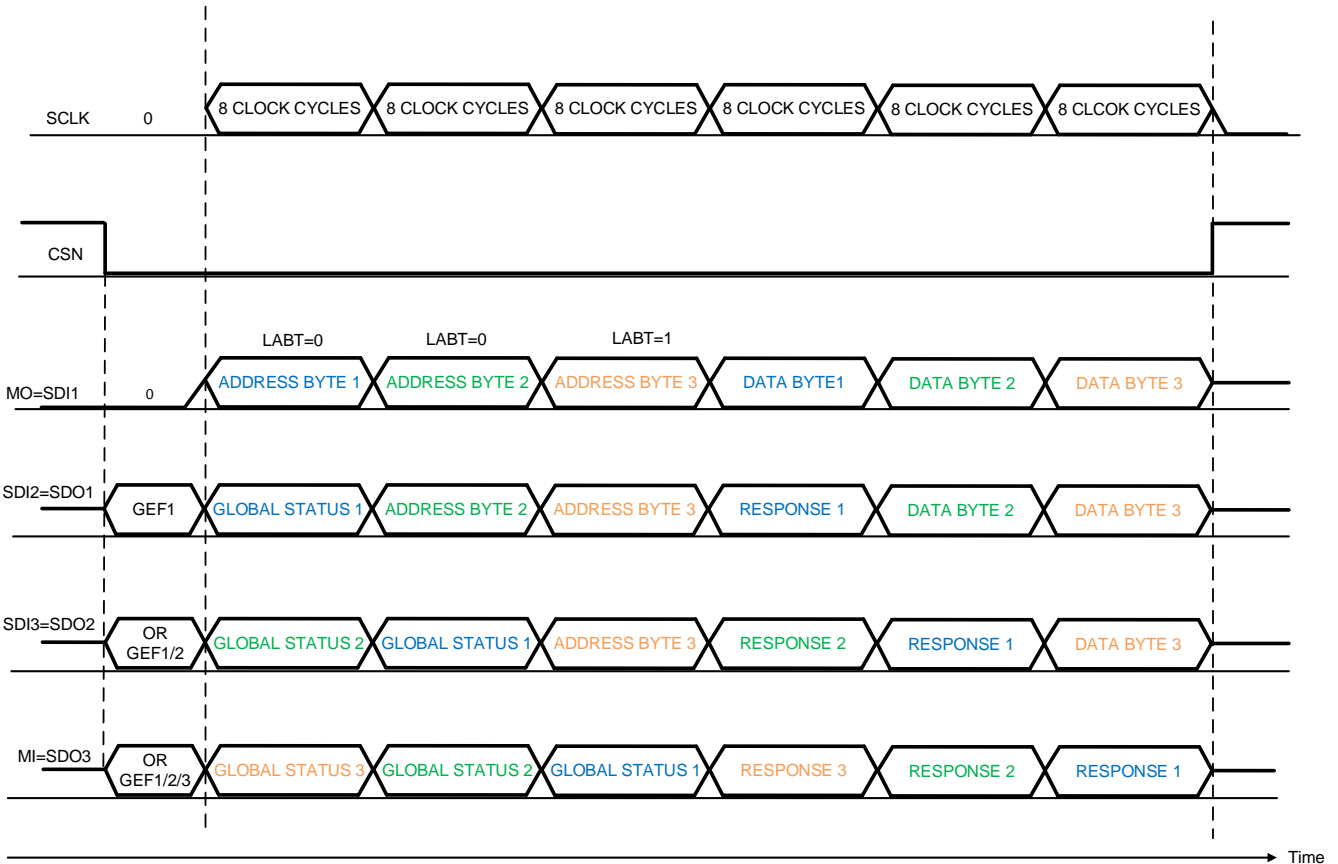 SCLK 0 8 CLOCK CYCLES 8 CLOCK CYCLES 8 CLOCK CYCLES 8 CLOCK CYCLES 8 CLOCK CYCLES 8 CLCOK CYCLES
CSN
LABT=0 LABT=0 LABT=1
MO=SDI1 0 ADDRESS BYTE 1 ADDRESS BYTE 2 ADDRESS BYTE 3 DATA BYTE1 DATA BYTE 2 DATA BYTE 3
SDI2=SDO1 GEF1 GLOBAL STATUS 1 ADDRESS BYTE 2 ADDRESS BYTE 3 RESPONSE 1 DATA BYTE 2 DATA BYTE 3
SDI3=SDO2 OR
GEF1/2 GLOBAL STATUS 2 GLOBAL STATUS 1 ADDRESS BYTE 3 RESPONSE 2 RESPONSE 1 DATA BYTE 3
MI=SDO3 OR
GEF1/2/3 GLOBAL STATUS 3 GLOBAL STATUS 2 GLOBAL STATUS 1 RESPONSE 3 RESPONSE 2 RESPONSE 1
Time